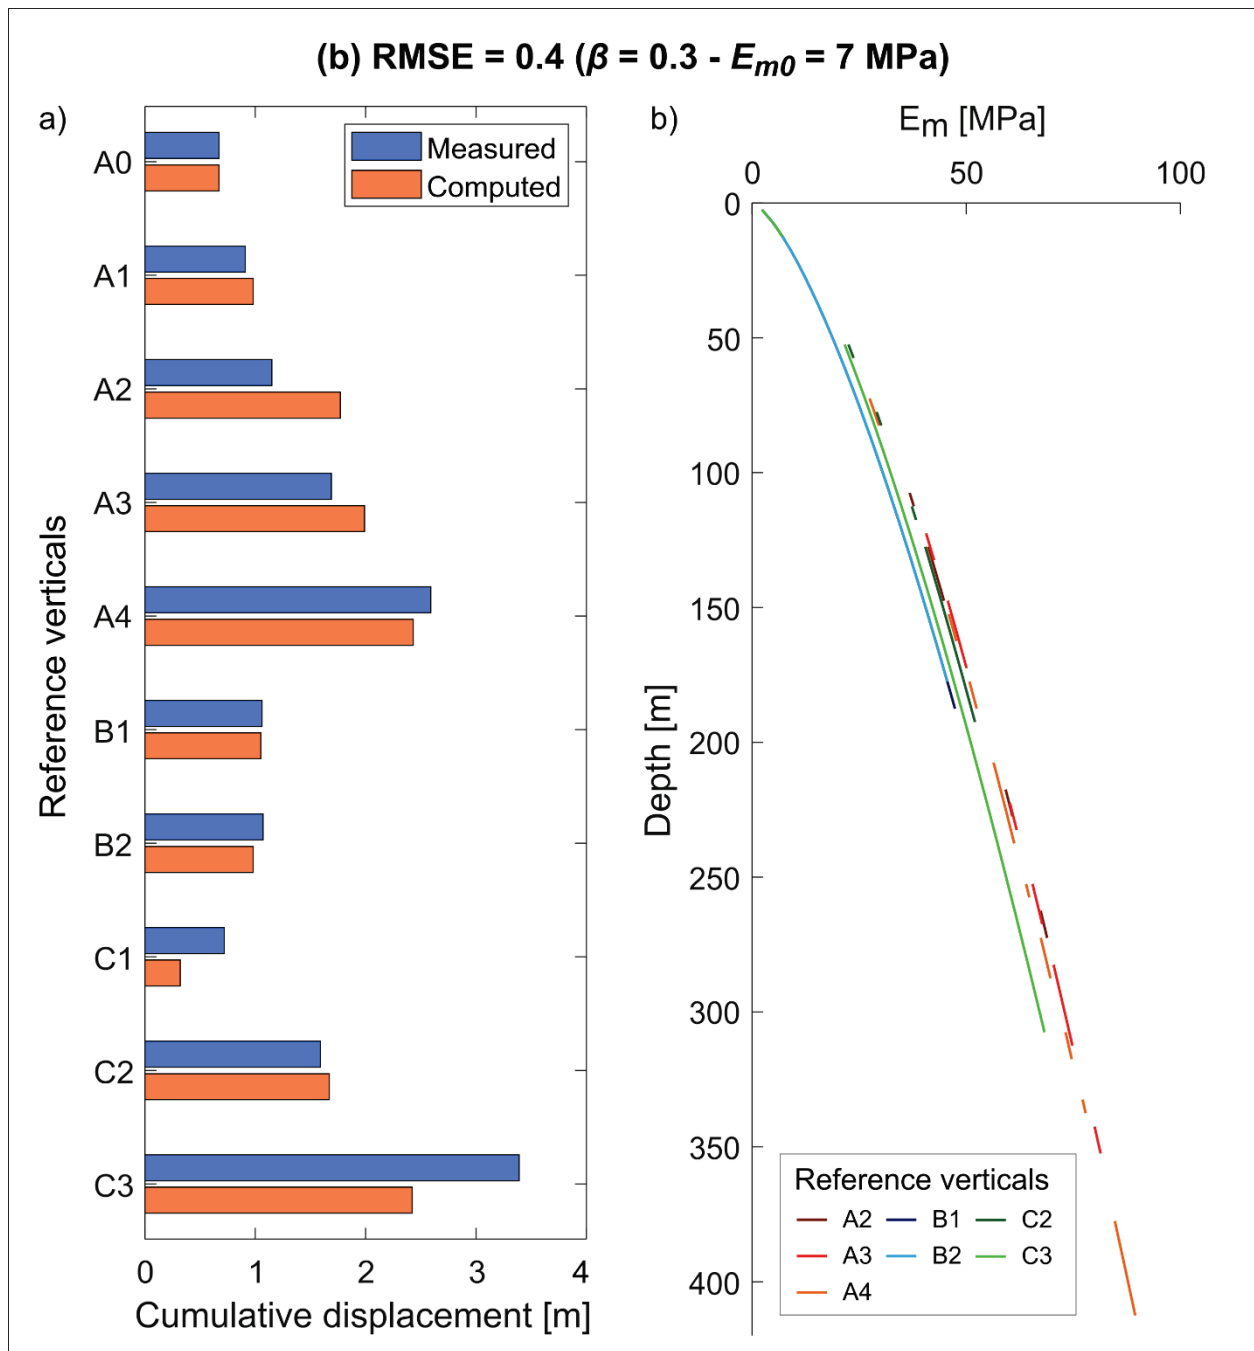 (b) RMSE = 0.4 (β = 0.3 - Em0 = 7 MPa)
a)
Measured
Computed
Reference verticals
A0
A1
A2
A3
A4
B1
B2
C1
C2
C3
0 1 2 3 4
Cumulative displacement [m]
b)
Em [MPa]
0 50 100
Depth [m]
0
50
100
150
200
250
300
350
400
Reference verticals
A2 B1 C2
A3 B2 C3
A4